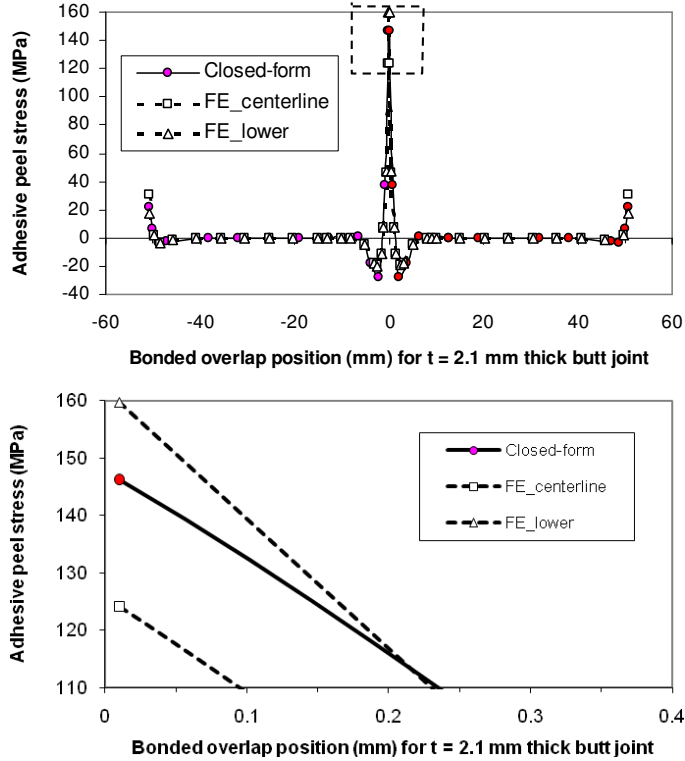 Adhesive peel stress (MPa)
160
140
120
100
80
60
40
20
0
-20
-40
Closed-form
FE_centerline
FE_lower
-60
-40
-20
0
20
40
60
Bonded overlap position (mm) for t = 2.1 mm thick butt joint
Adhesive peel stress (MPa)
160
150
140
130
120
110
Closed-form
FE_centerline
FE_lower
0
0.1
0.2
0.3
0.4
Bonded overlap position (mm) for t = 2.1 mm thick butt joint